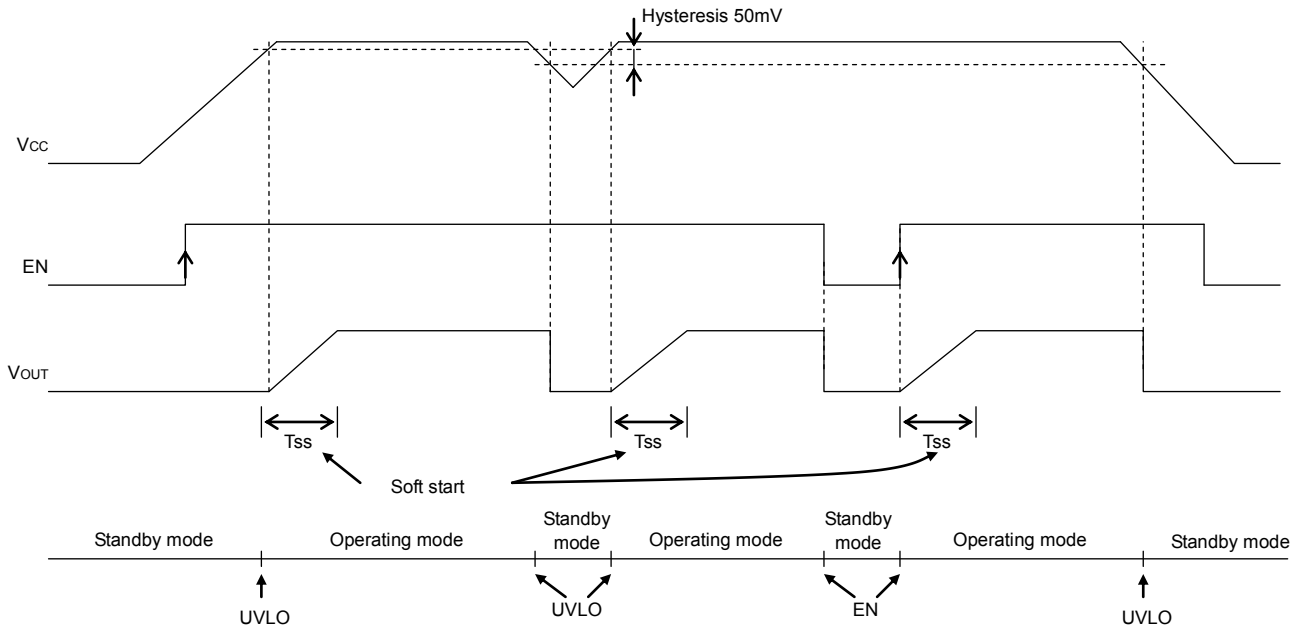 Hysteresis 50mV
VCC
EN
VOUT
Tss
Tss
Tss
Soft start
Standby mode
Operating mode
Standby
mode
Operating mode
Standby
mode
Operating mode
Standby mode
UVLO
UVLO
EN
UVLO